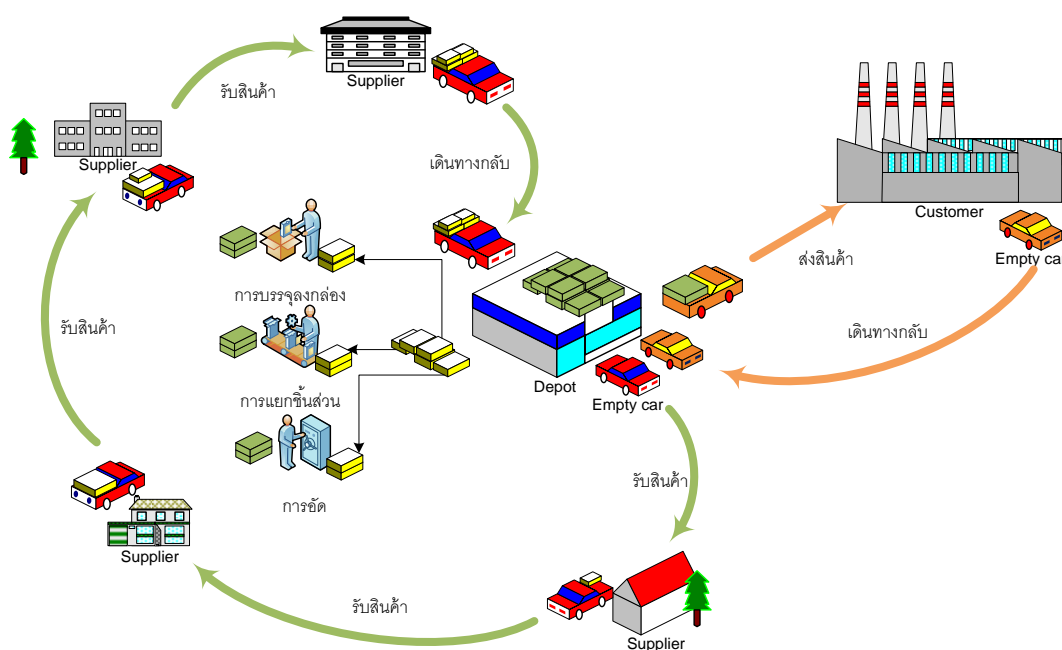 Supplier
รับสินค้า
Supplier
เดินทางกลับ
Customer
ส่งสินค้า
Empty car
การบรรจุลงกล่อง
รับสินค้า
เดินทางกลับ
Depot
การแยกชิ้นส่วน
Empty car
รับสินค้า
การอัด
Supplier
รับสินค้า
Supplier